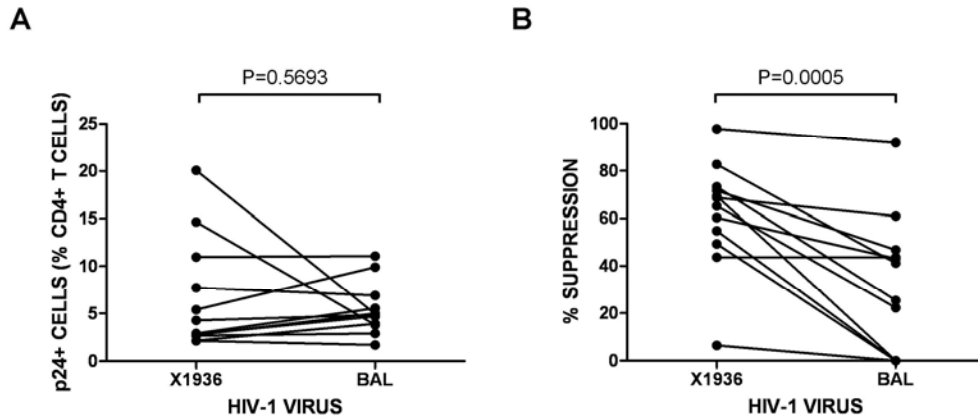 A
P=0.5693
p24+ CELLS (% CD4+ T CELLS)
25
20
15
10
5
0
X1936 BAL
HIV-1 VIRUS
B
P=0.0005
% SUPPRESSION
100
80
60
40
20
0
X1936 BAL
HIV-1 VIRUS